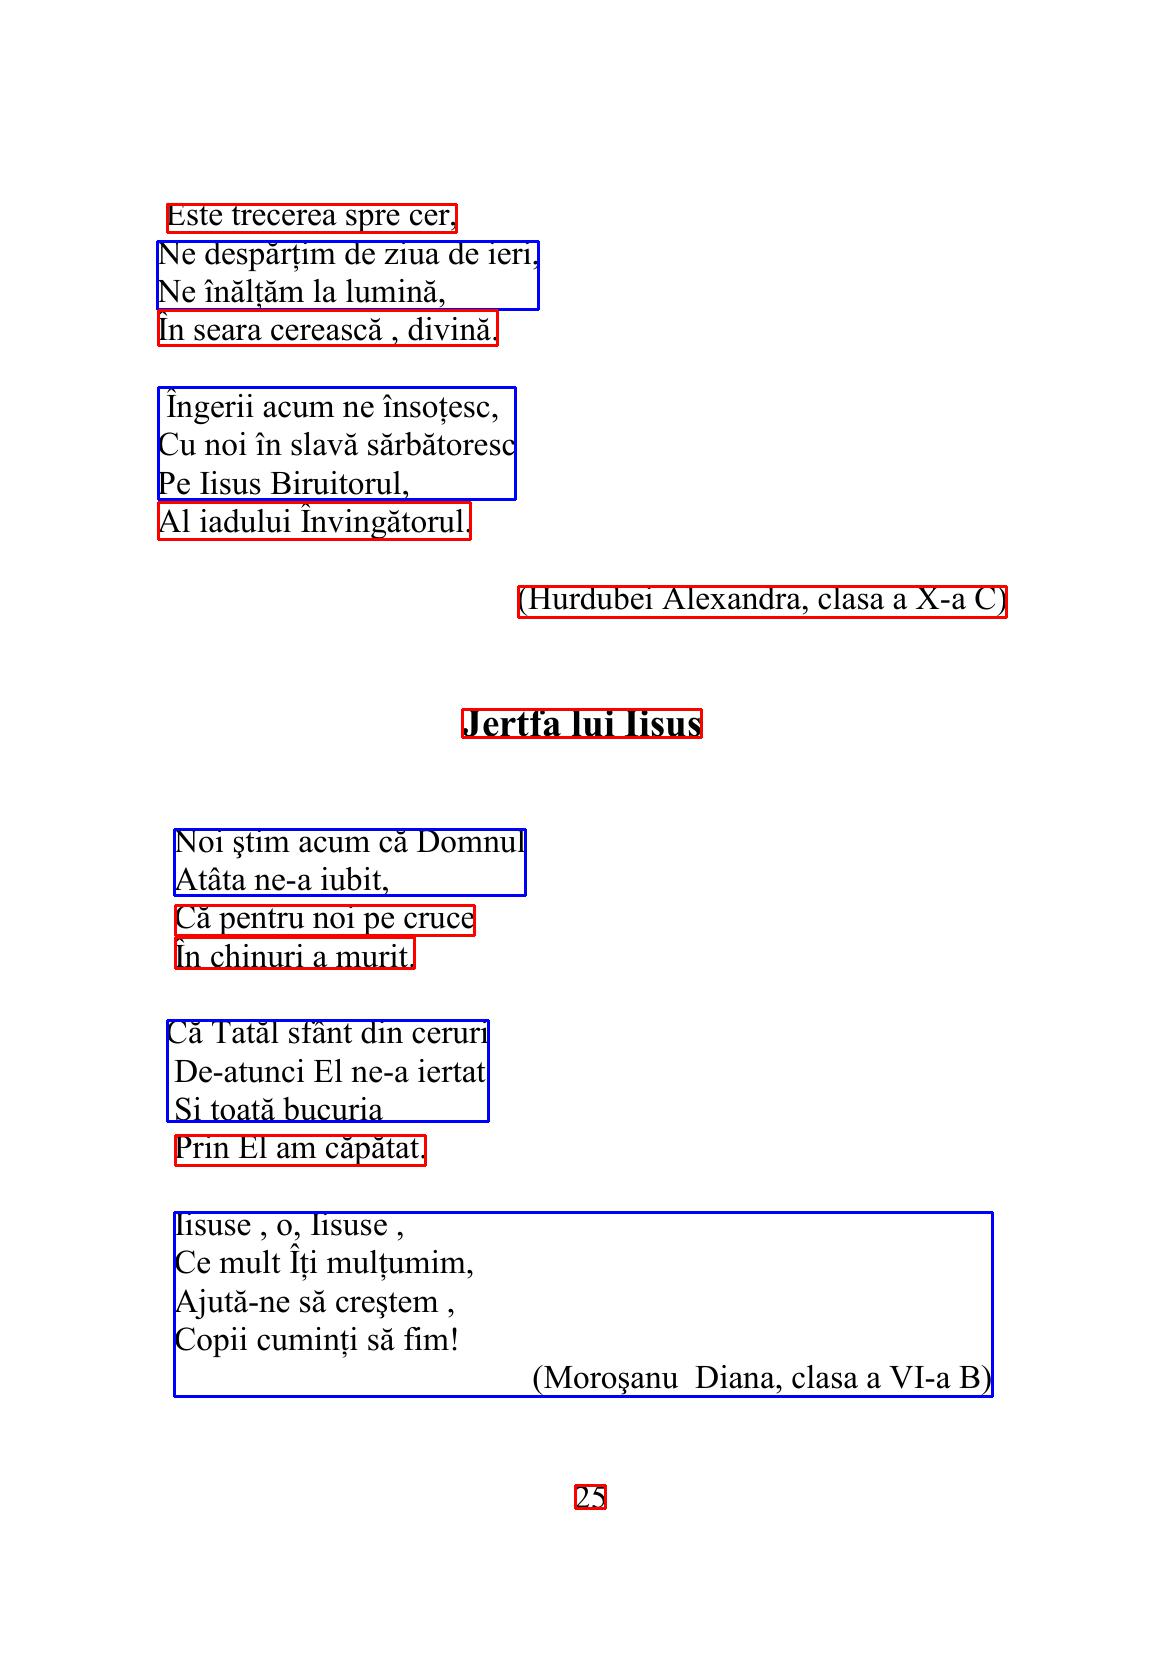 Este trecerea spre cer,
Ne despărțim de ziua de ieri,
Ne înălțăm la lumină,
În seara cerească , divină.
Îngerii acum ne însoțesc,
Cu noi în slavă sărbătoresc
Pe Iisus Biruitorul,
Al iadului Învingătorul.
(Hurdubei Alexandra, clasa a X-a C)
Jertfa lui Iisus
Noi ştim acum că Domnul
Atâta ne-a iubit,
Că pentru noi pe cruce
În chinuri a murit.
Că Tatăl sfânt din ceruri
De-atunci El ne-a iertat
Si toată bucuria
Prin El am căpătat.
Iisuse , o, Iisuse ,
Ce mult Îți mulțumim,
Ajută-ne să creştem ,
Copii cuminți să fim!
(Moroşanu  Diana, clasa a VI-a B)
25